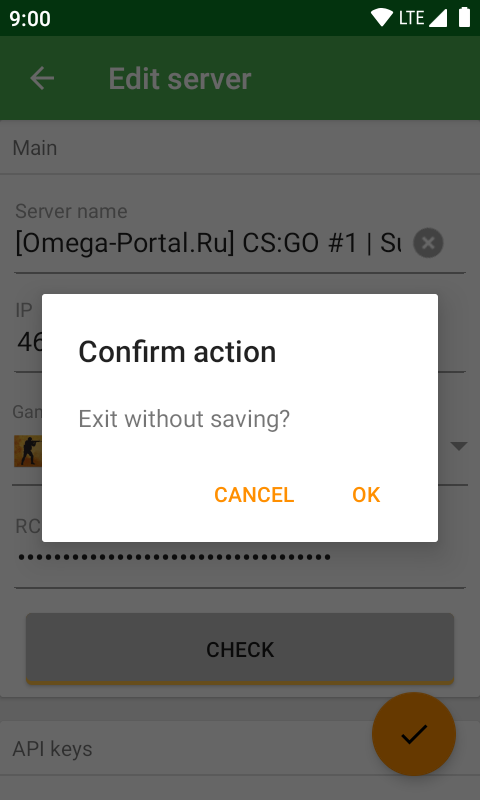 9:00 LTE
Edit server
Main
Server name
[Omega-Portal.Ru] CS:GO #1 |
IP
46
Confirm action
Exit without saving?
CANCEL OK
RC
••••••••••••••••••••••••••••••••••
CHECK
API keys